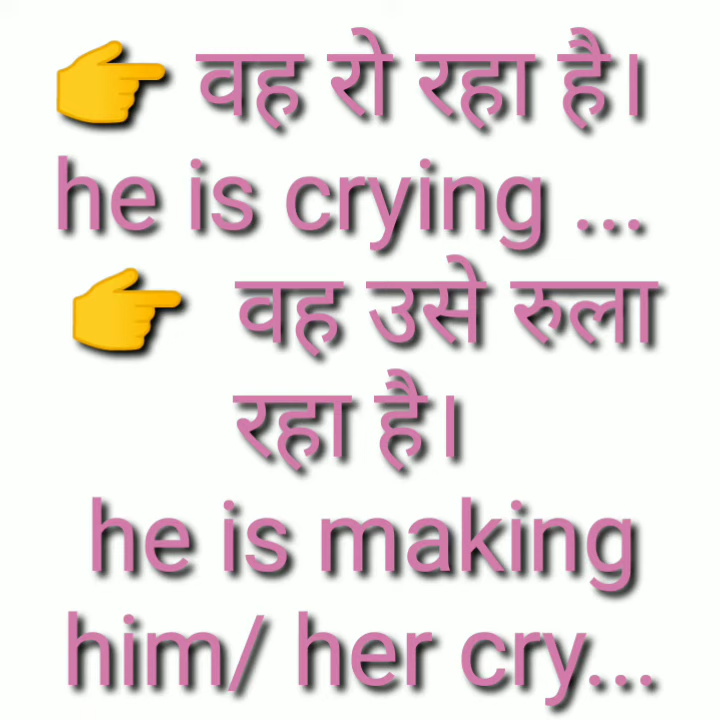 👉 वह रो रहा है।
he is crying ...
👉 वह उसे रुला
रहा है।
he is making
him/ her cry...